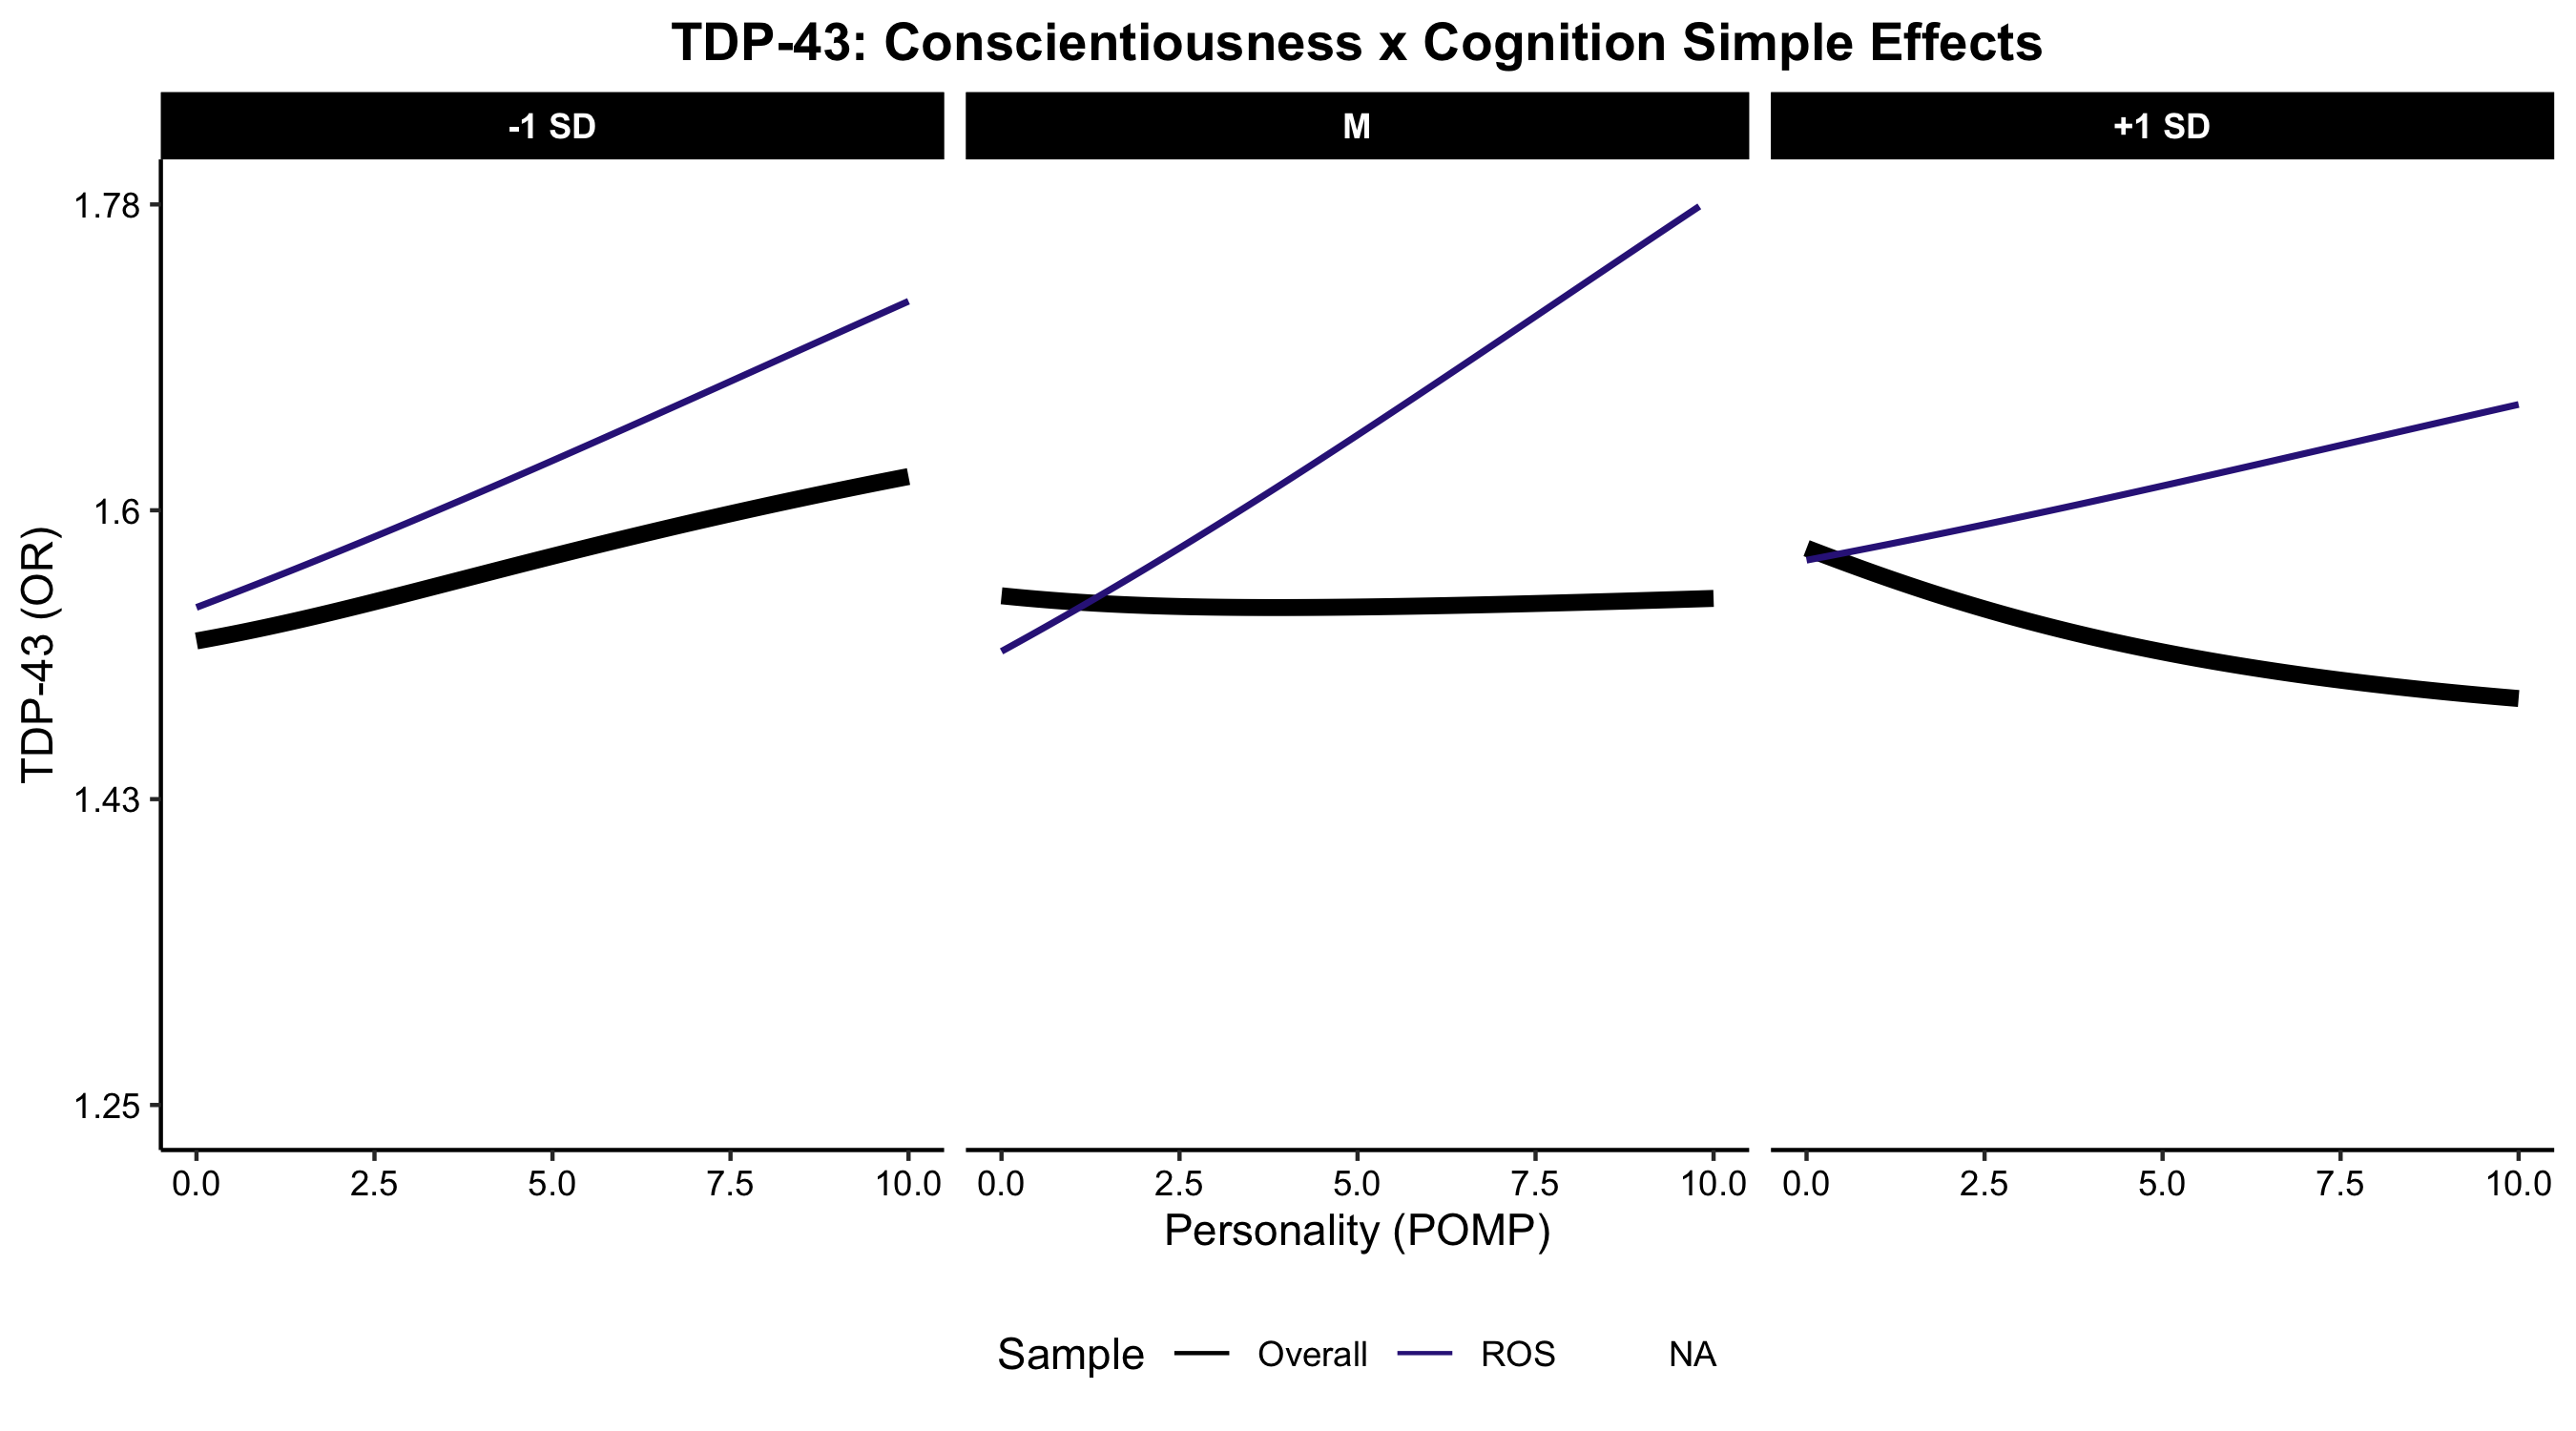 TDP-43: Conscientiousness x Cognition Simple Effects
-1 SD
M
+1 SD
TDP-43 (OR)
1.78
1.6
1.43
1.25
0.0 2.5 5.0 7.5 10.0
0.0 2.5 5.0 7.5 10.0
0.0 2.5 5.0 7.5 10.0
Personality (POMP)
Sample Overall ROS NA